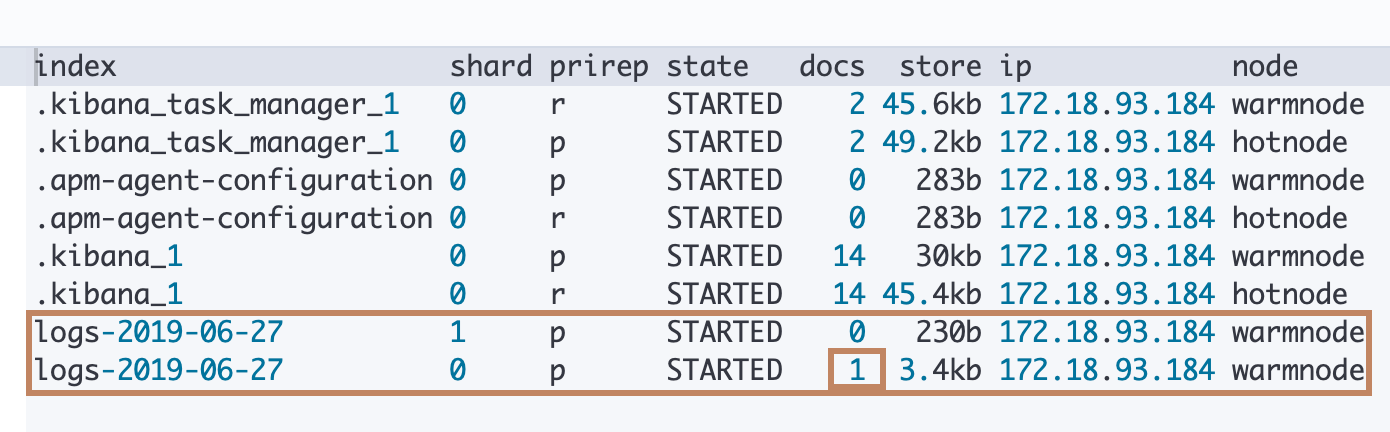 index shard prirep state docs store ip node
.kibana_task_manager_1 0 r STARTED 2 45.6kb 172.18.93.184 warmnode
.kibana_task_manager_1 0 p STARTED 2 49.2kb 172.18.93.184 hotnode
.apm-agent-configuration 0 p STARTED 0 283b 172.18.93.184 warmnode
.apm-agent-configuration 0 r STARTED 0 283b 172.18.93.184 hotnode
.kibana_1 0 p STARTED 14 30kb 172.18.93.184 warmnode
.kibana_1 0 r STARTED 14 45.4kb 172.18.93.184 hotnode
logs-2019-06-27 1 p STARTED 0 230b 172.18.93.184 warmnode
logs-2019-06-27 0 p STARTED 1 3.4kb 172.18.93.184 warmnode